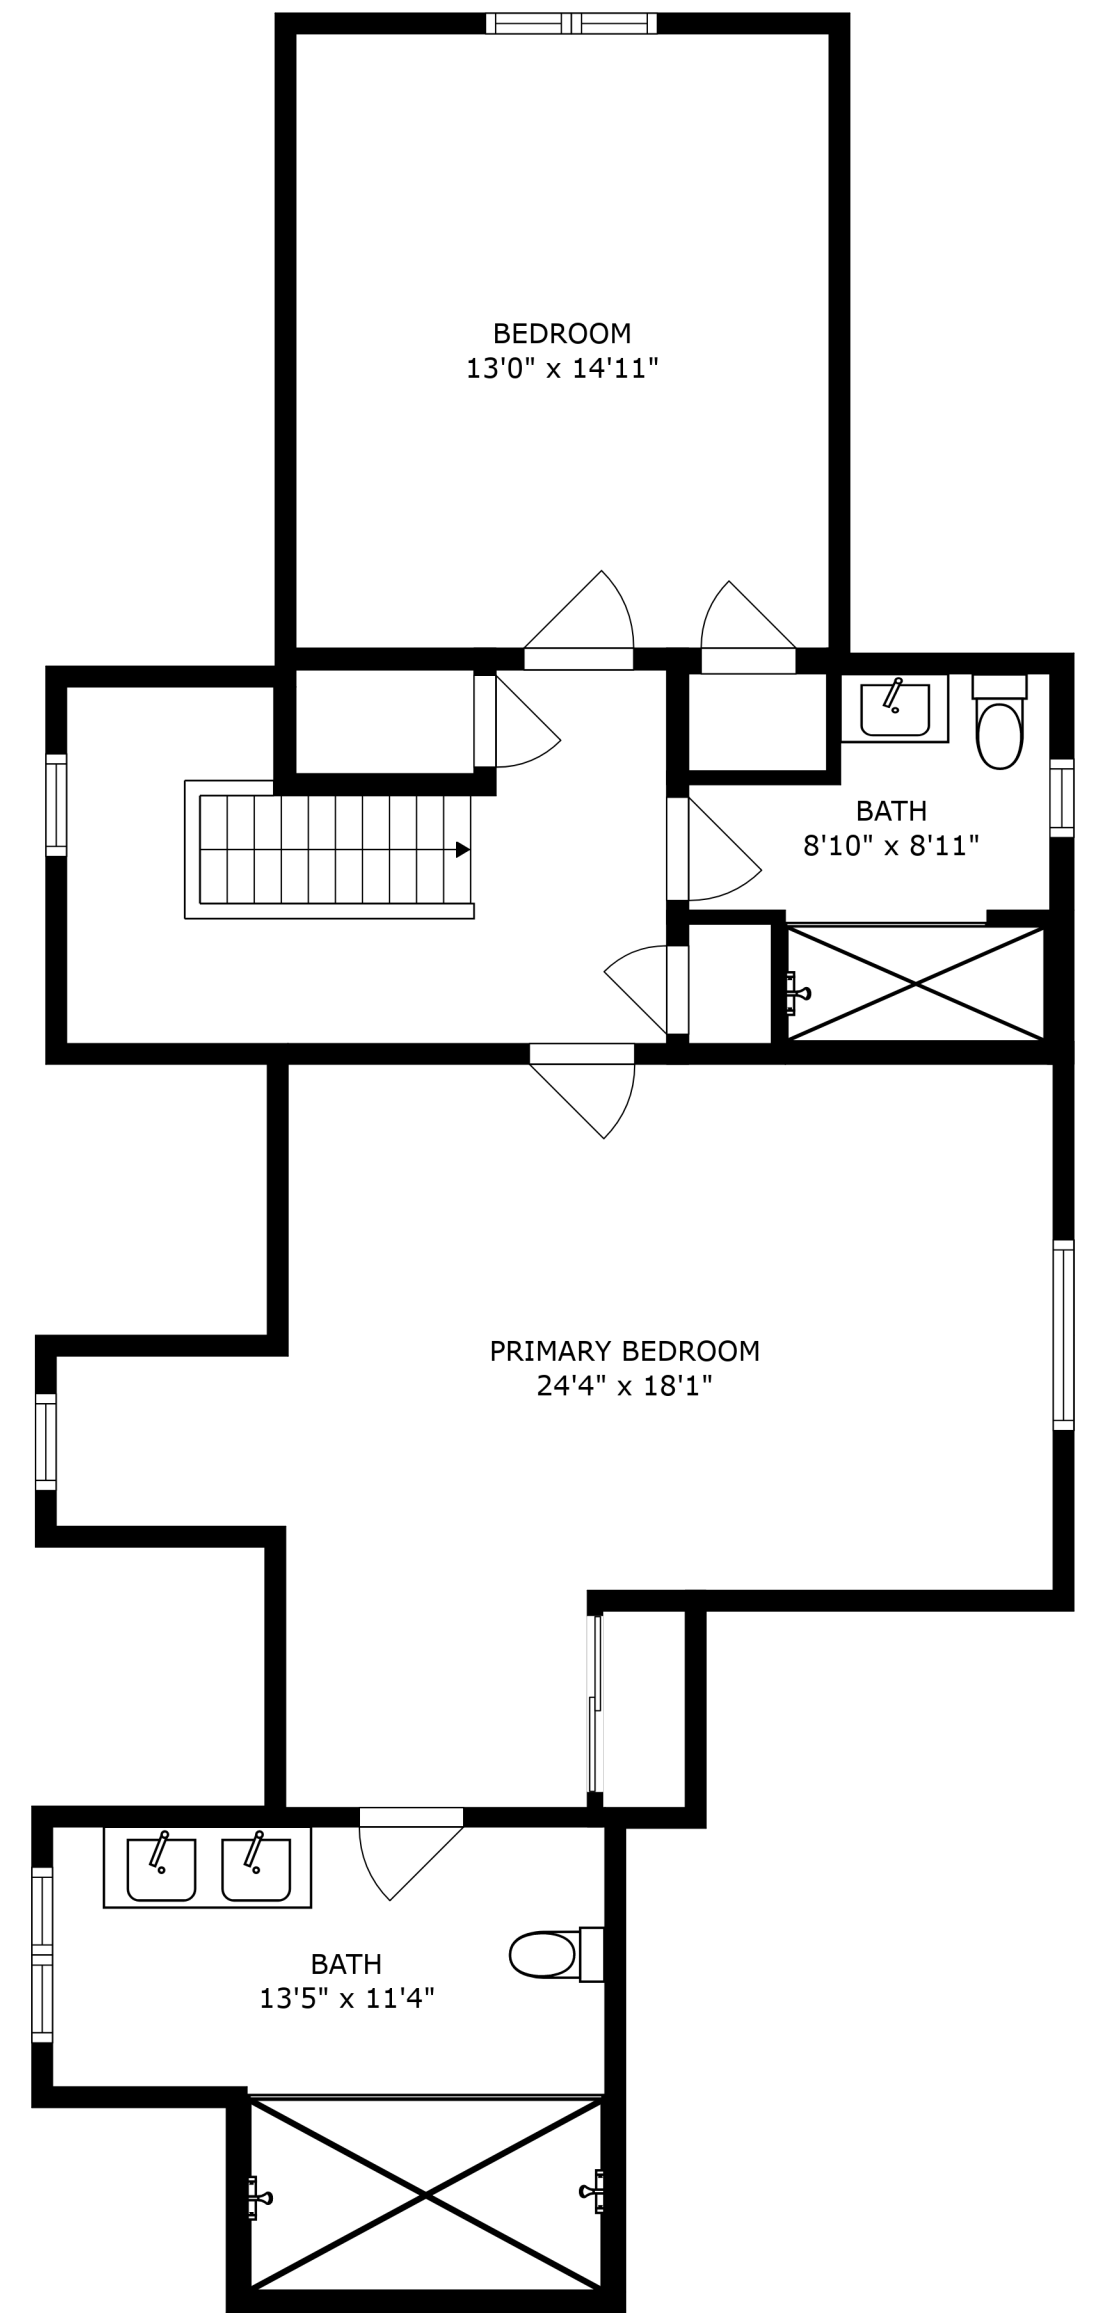 BEDROOM
13'0" x 14'11"
BATH
8'10" x 8'11"
PRIMARY BEDROOM
24'4" x 18'1"
BATH
13'5" x 11'4"